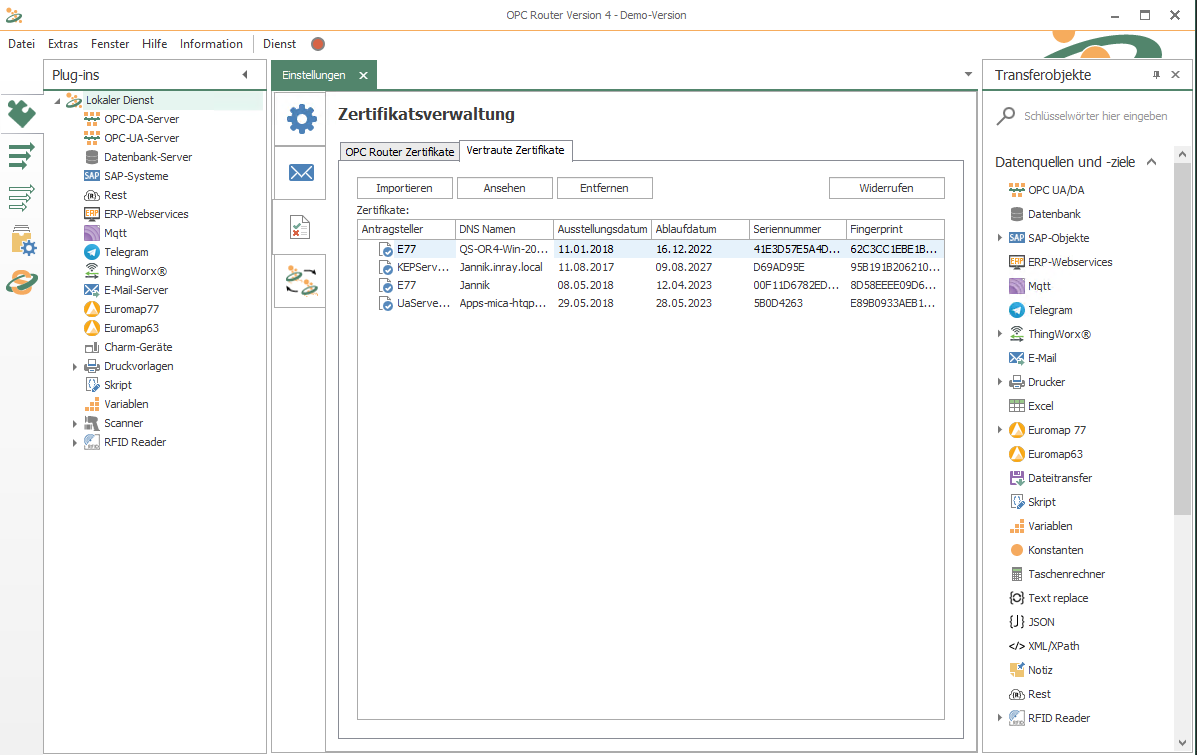 OPC Router Version 4 - Demo-Version
Datei Extras Fenster Hilfe Information Dienst
Plug-ins
Lokaler Dienst
OPC-DA-Server
OPC-UA-Server
Datenbank-Server
SAP SAP-Systeme
Rest
ERP ERP-Webservices
Mqtt
Telegram
ThingWorx®
E-Mail-Server
Euromap77
Euromap63
Charm-Geräte
Druckvorlagen
Skript
Variablen
Scanner
RFID RFID Reader
Einstellungen
Zertifikatsverwaltung
OPC Router Zertifikate Vertraute Zertifikate
Importieren Ansehen Entfernen Widerrufen
Zertifikate:
Antragsteller DNS Namen Ausstellungsdatum Ablaufdatum Seriennummer Fingerprint
E77 QS-OR4-Win-20... 11.01.2018 16.12.2022 41E3D57E5A4D... 62C3CC1EBE1B...
KEPServ... Jannik.inray.local 11.08.2017 09.08.2027 D69AD95E 95B191B206210...
E77 Jannik 08.05.2018 12.04.2023 00F11D6782ED... 8D58EEEE09D6...
UaServe... Apps-mica-htqp... 29.05.2018 28.05.2023 5B0D4263 E89B0933AEB1...
Transferobjekte
Schlüsselwörter hier eingeben
Datenquellen und -ziele
OPC UA/DA
Datenbank
SAP SAP-Objekte
ERP ERP-Webservices
Mqtt
Telegram
ThingWorx®
E-Mail
Drucker
Excel
Euromap 77
Euromap63
Dateitransfer
Skript
Variablen
Konstanten
Taschenrechner
Text replace
{J} JSON
</> XML/XPath
Notiz
Rest
RFID RFID Reader